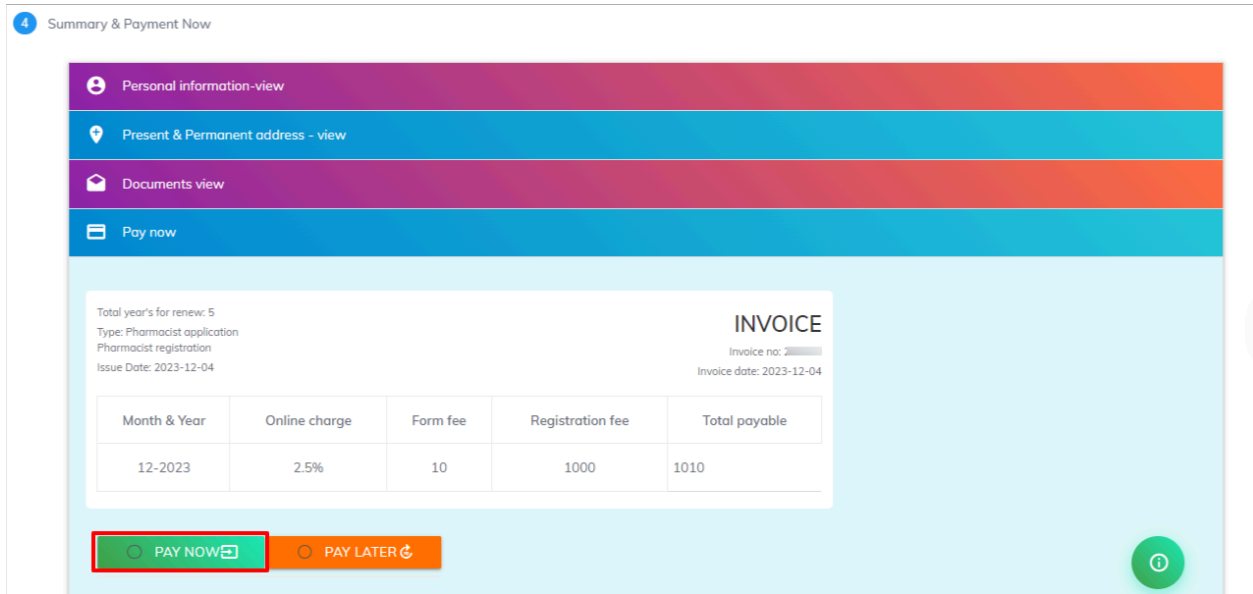 4 Summary & Payment Now
Personal information-view
Present & Permanent address - view
Documents view
Pay now
Total year's for renew: 5
Type: Pharmacist application
Pharmacist registration
Issue Date: 2023-12-04
INVOICE
Invoice no:
Invoice date: 2023-12-04
Month & Year Online charge Form fee Registration fee Total payable
12-2023 2.5% 10 1000 1010
PAY NOW PAY LATER